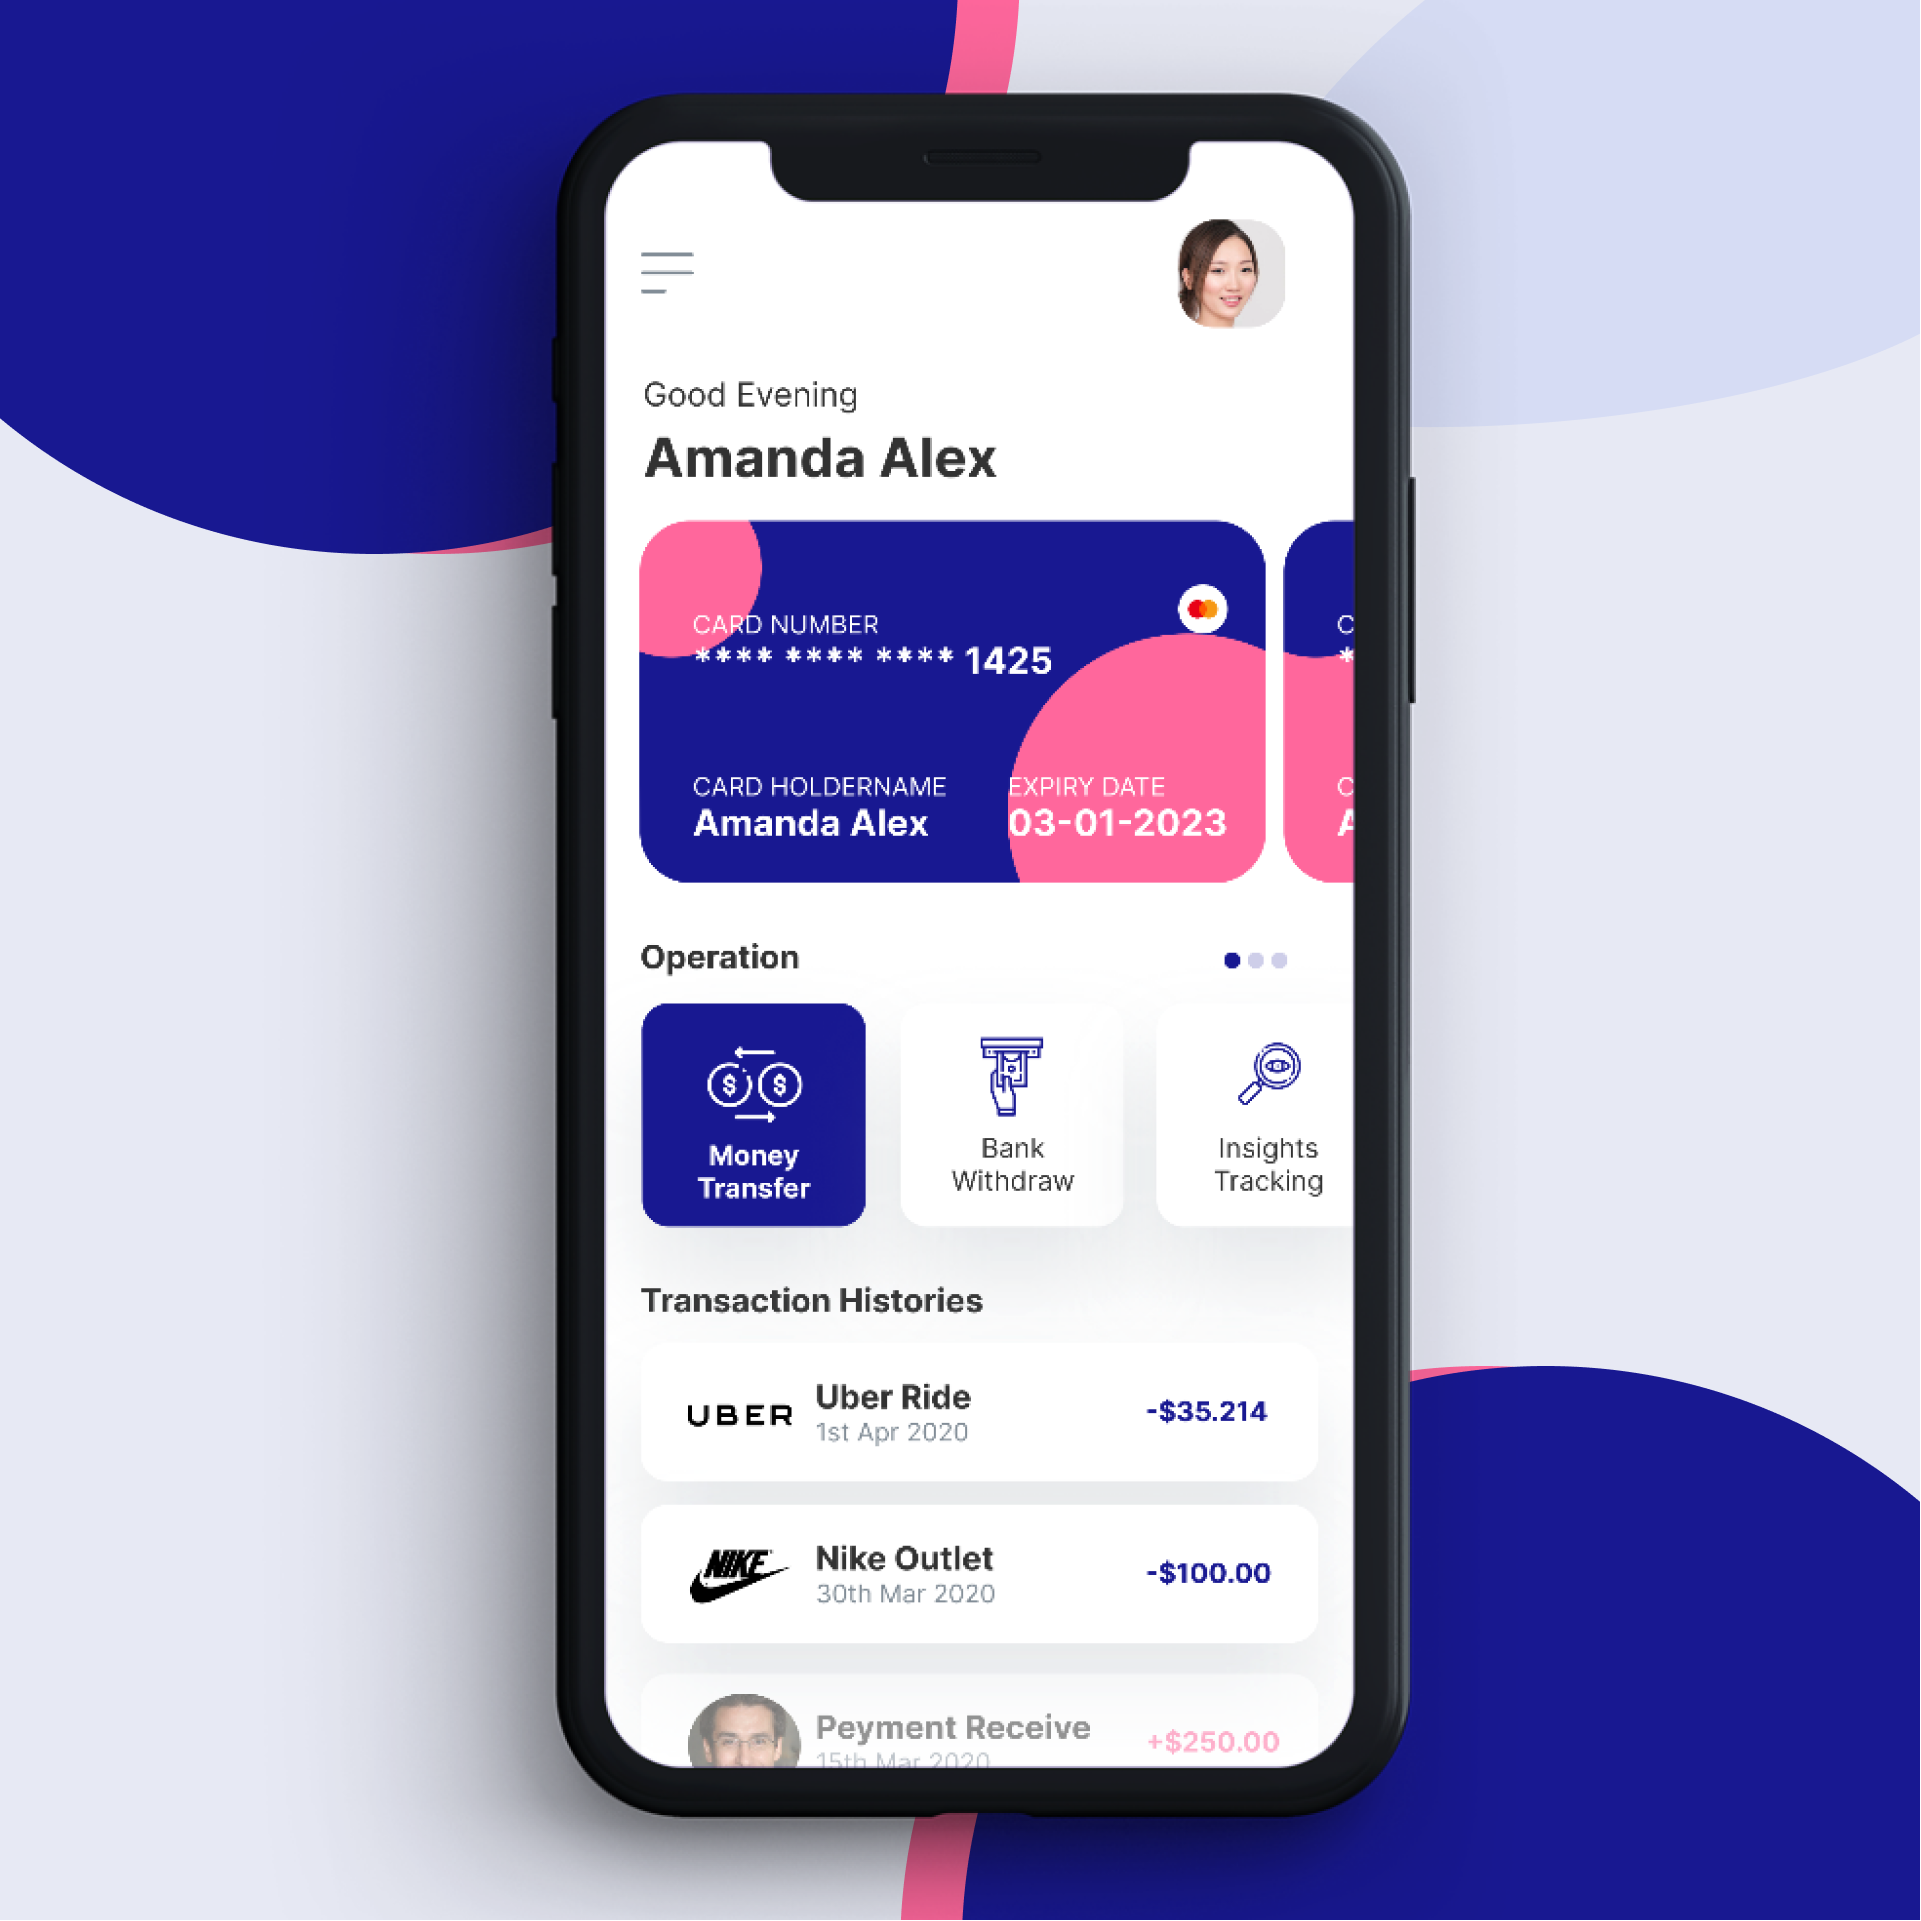 Good Evening
Amanda Alex
CARD NUMBER
**** **** **** 1425
CARD HOLDERNAME
Amanda Alex
EXPIRY DATE
03-01-2023
C
*
C
A
Operation
Money
Transfer
Bank
Withdraw
Insights
Tracking
Transaction Histories
UBER
Uber Ride
1st Apr 2020
-$35.214
NIKE
Nike Outlet
30th Mar 2020
-$100.00
Peyment Receive
15th Mar 2020
+$250.00